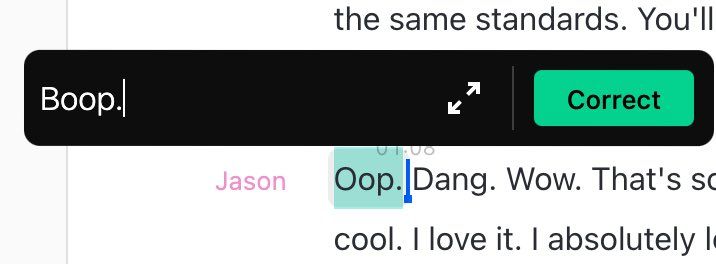 the same standards. You'll
Boop.
Correct
01:08
Jason
Oop. Dang. Wow. That's so
cool. I love it. I absolutely l